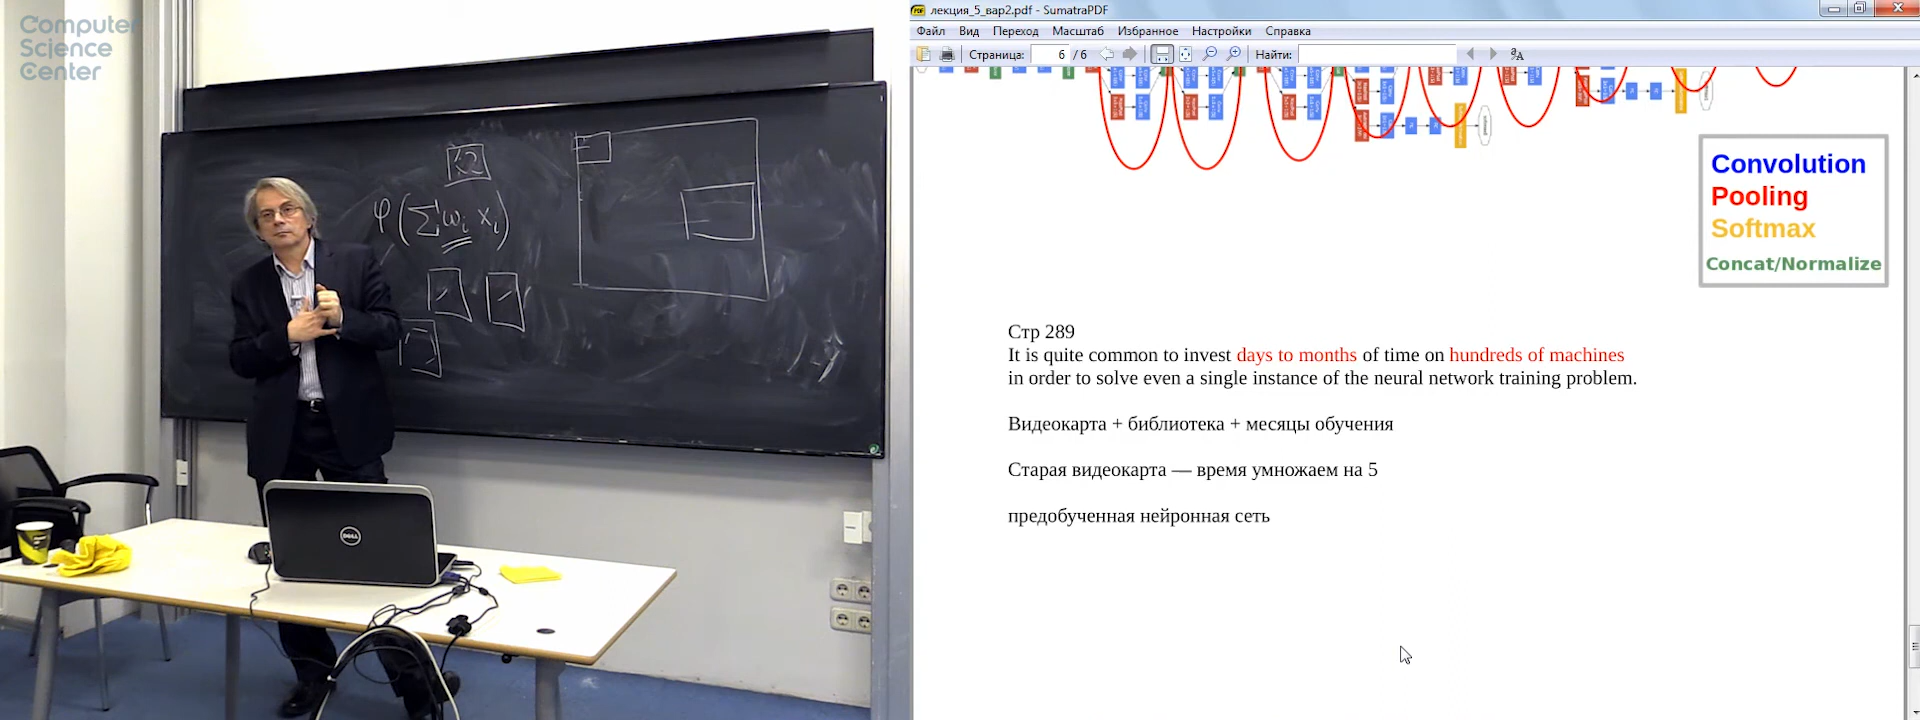 Computer
Science
Center
φ(∑ωᵢ xᵢ)
DELL
лекция_5_вар2.pdf - SumatraPDF
Файл Вид Переход Масштаб Избранное Настройки Справка
Страница: 6 / 6 Найти:
Convolution
Pooling
Softmax
Concat/Normalize
Стр 289
It is quite common to invest days to months of time on hundreds of machines
in order to solve even a single instance of the neural network training problem.
Видеокарта + библиотека + месяцы обучения
Старая видеокарта — время умножаем на 5
предобученная нейронная сеть